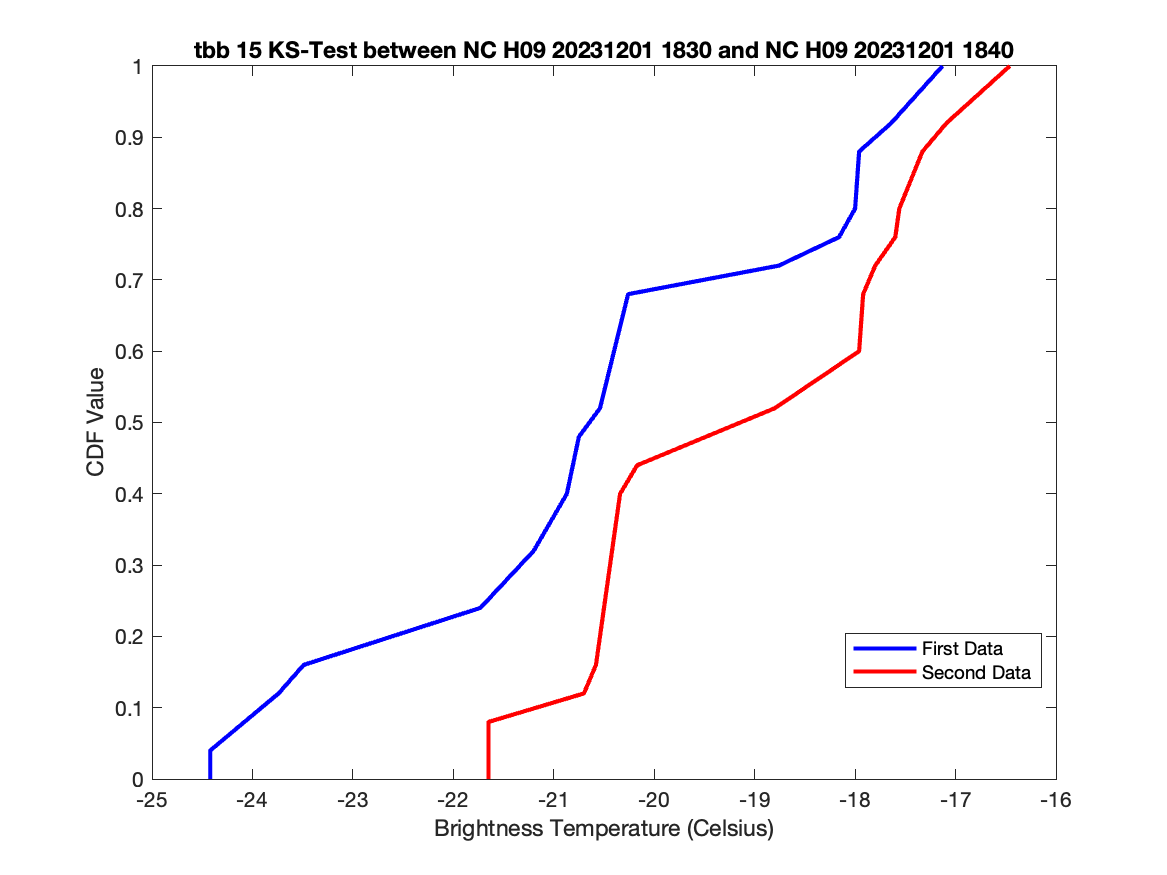 tbb 15 KS-Test between NC H09 20231201 1830 and NC H09 20231201 1840
1
0.9
0.8
0.7
0.6
0.5
0.4
0.3
0.2
0.1
0
CDF Value
First Data
Second Data
-25 -24 -23 -22 -21 -20 -19 -18 -17 -16
Brightness Temperature (Celsius)